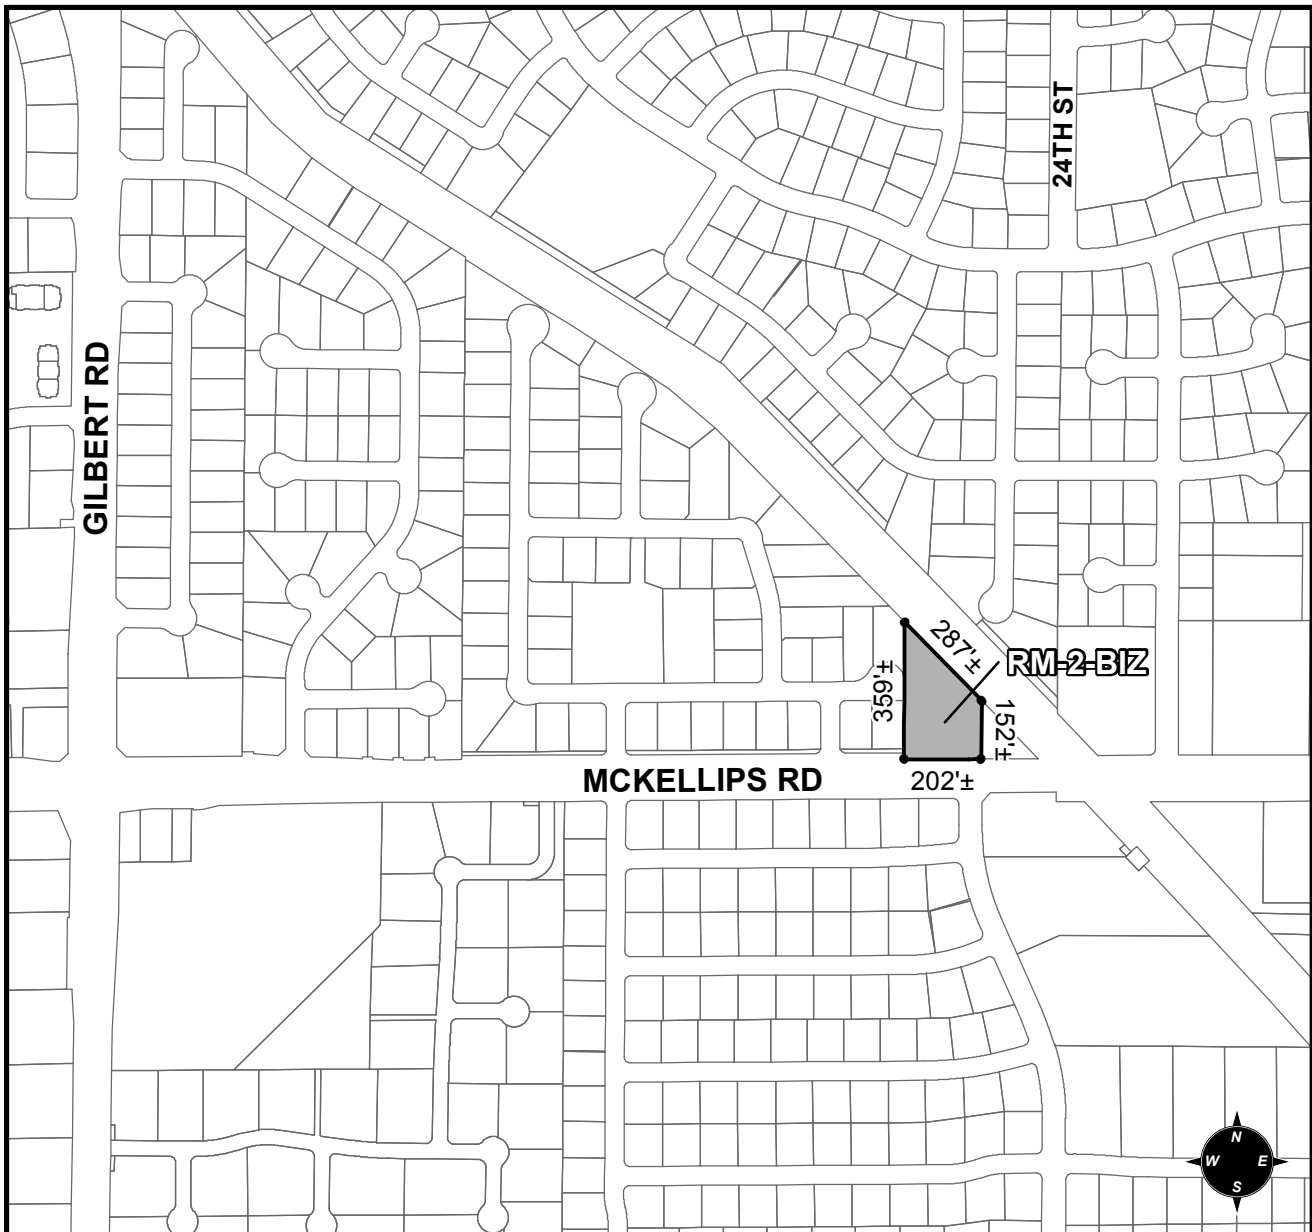 24TH ST
GILBERT RD
287'±
RM-2-BIZ
359'±
152'±
MCKELLIPS RD
202'±
N
W E
S